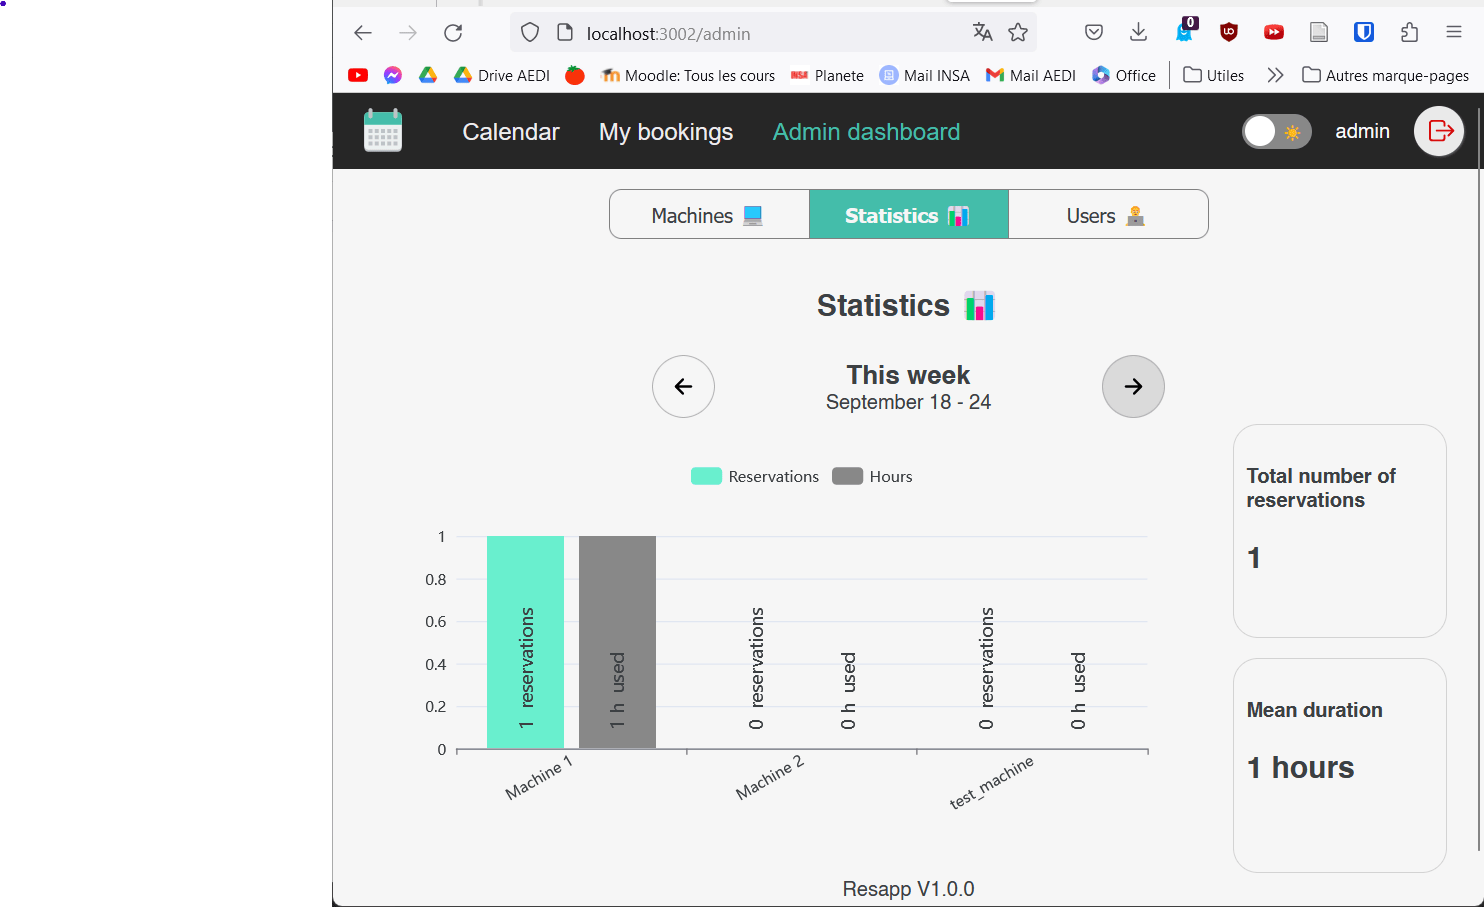 localhost:3002/admin
0
Drive AEDI
Moodle: Tous les cours
Planete
Mail INSA
Mail AEDI
Office
Utiles
Autres marque-pages
Calendar
My bookings
Admin dashboard
admin
Machines
Statistics
Users
Statistics
This week
September 18 - 24
Reservations
Hours
1
0.8
0.6
0.4
0.2
0
1 reservations
1 h used
0 reservations
0 h used
0 reservations
0 h used
Machine 1
Machine 2
test_machine
Total number of
reservations
1
Mean duration
1 hours
Resapp V1.0.0